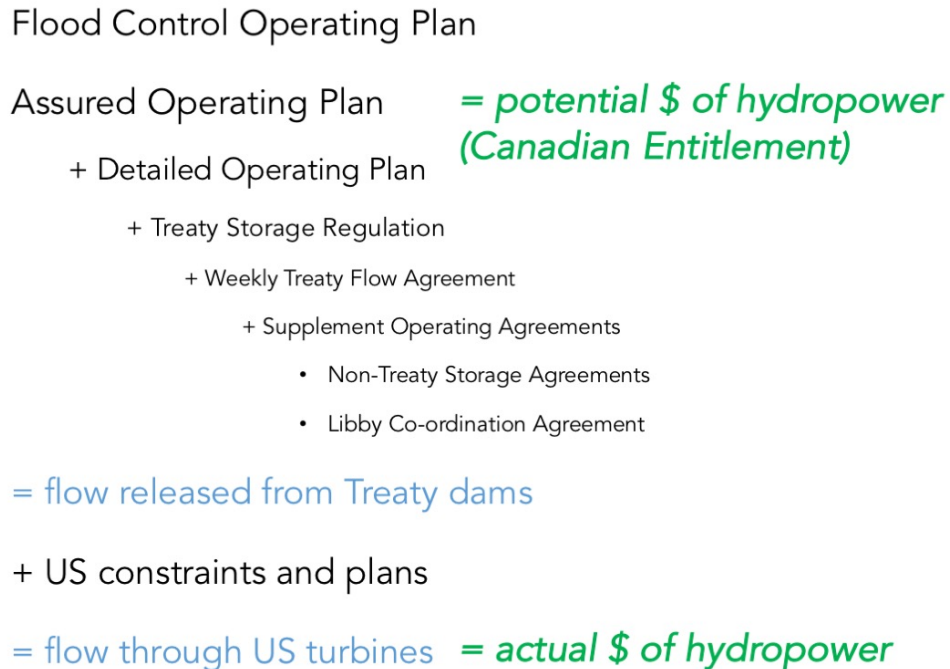 Flood Control Operating Plan
Assured Operating Plan = potential $ of hydropower
(Canadian Entitlement)
+ Detailed Operating Plan
+ Treaty Storage Regulation
+ Weekly Treaty Flow Agreement
+ Supplement Operating Agreements
• Non-Treaty Storage Agreements
• Libby Co-ordination Agreement
= flow released from Treaty dams
+ US constraints and plans
= flow through US turbines = actual $ of hydropower